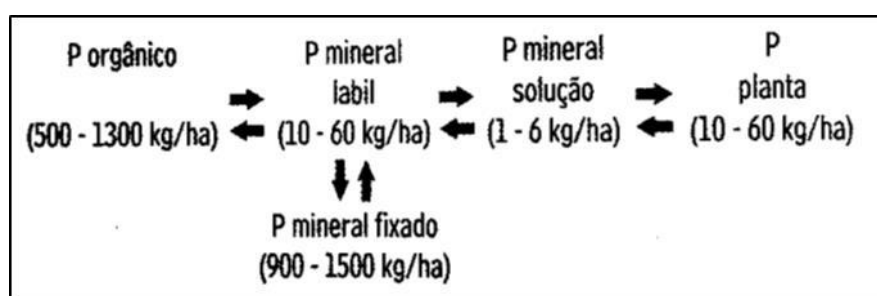 P orgânico
(500 - 1300 kg/ha)
P mineral
labil
(10 - 60 kg/ha)
P mineral
solução
(1 - 6 kg/ha)
P
planta
(10 - 60 kg/ha)
P mineral fixado
(900 - 1500 kg/ha)